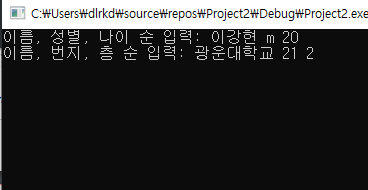 C:₩Users₩dlrkd₩source₩repos₩Project2₩Debug₩Project2.exe
이름, 성별, 나이 순 입력: 이강현 m 20
이름, 번지, 층 순 입력: 광운대학교 21 2